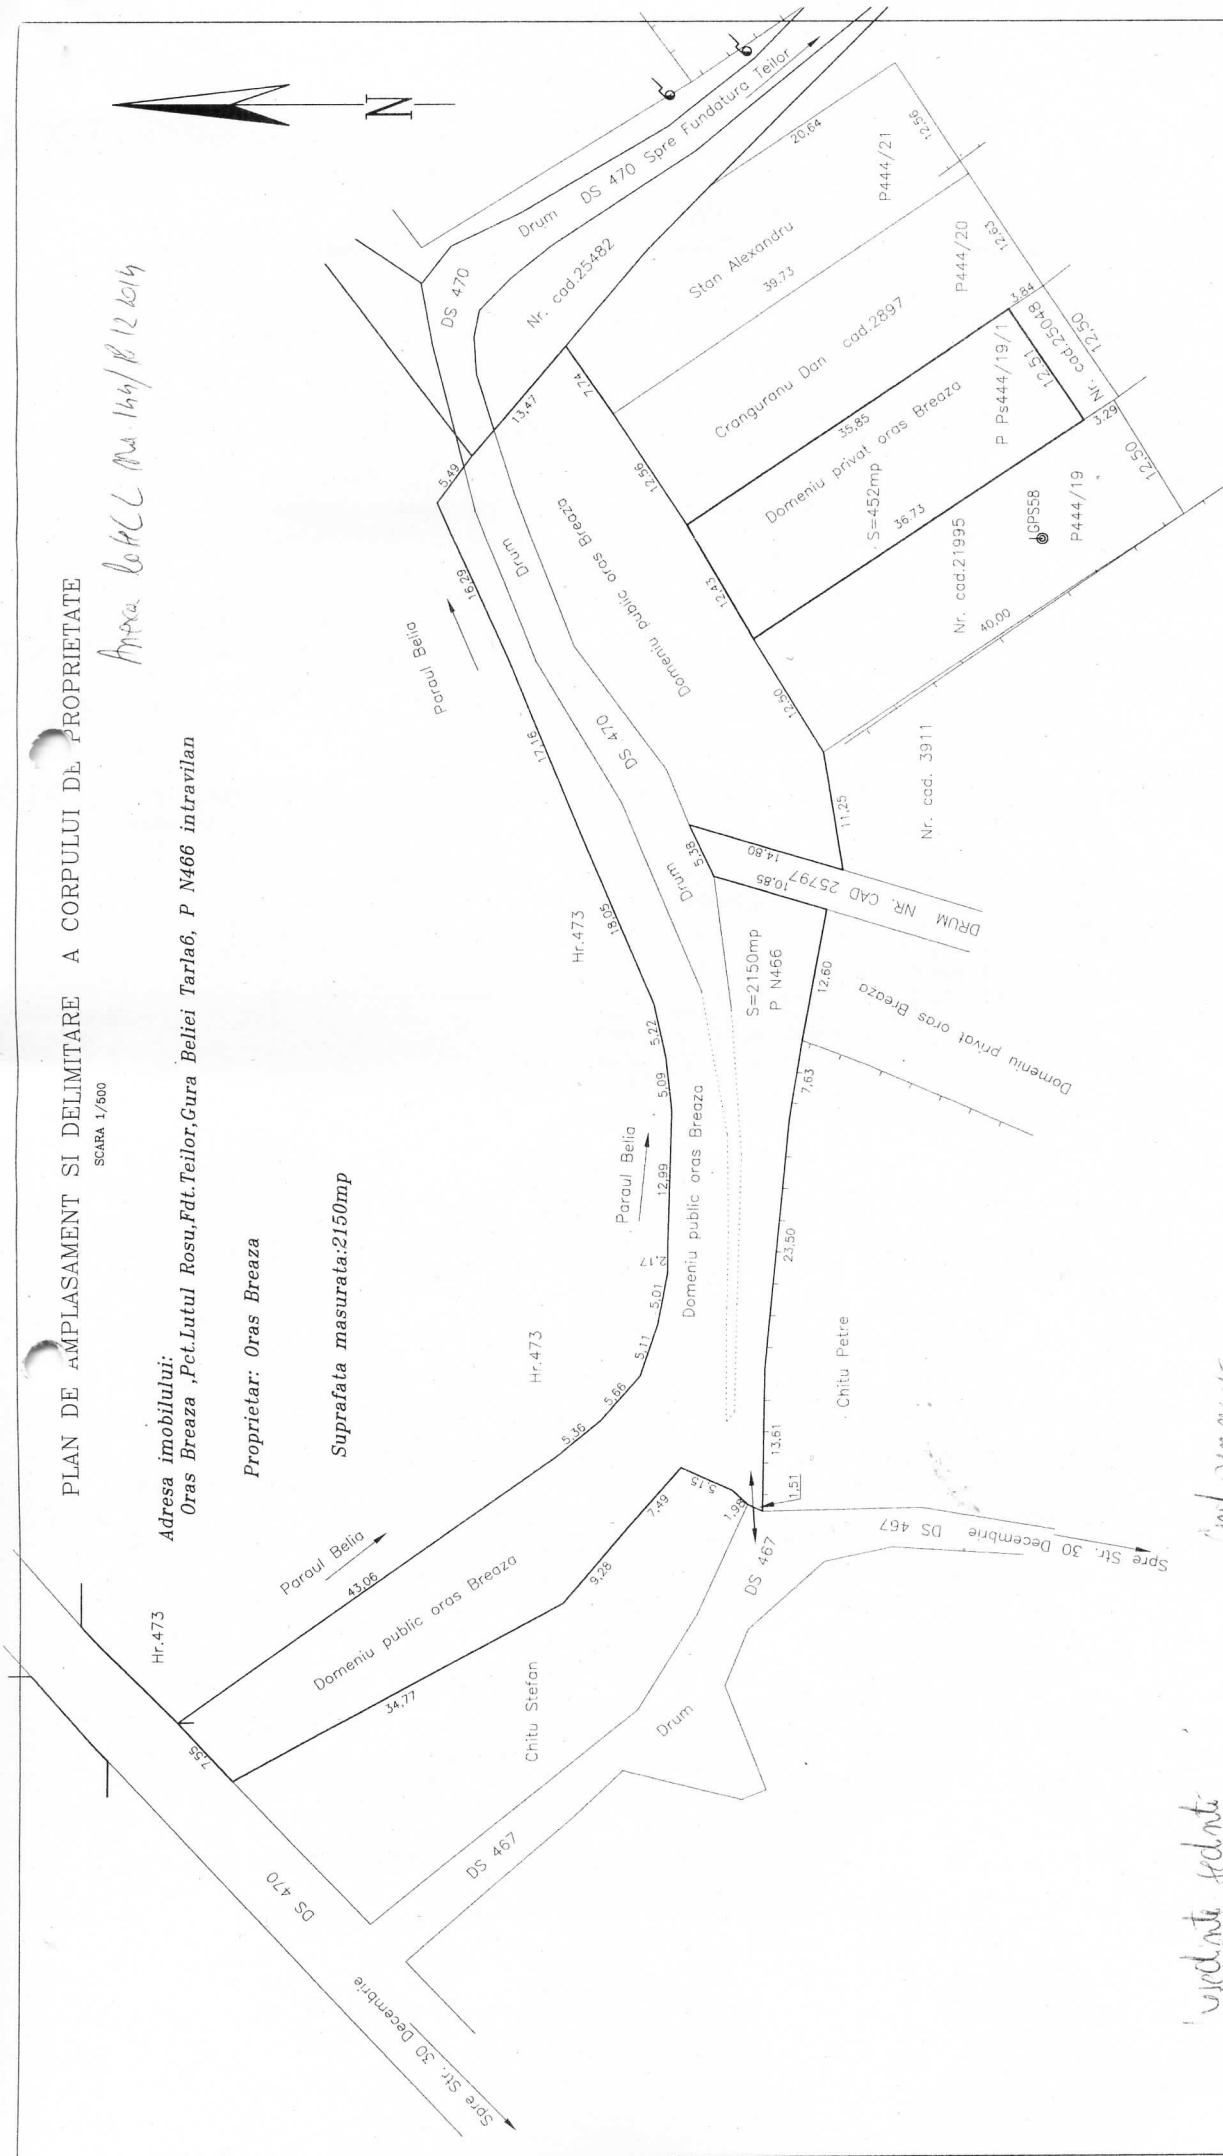 PLAN DE AMPLASAMENT SI DELIMITARE A CORPULUI DE PROPRIETATE
SCARA 1/500
Anexa la HCL
Adresa imobilului:
Oras Breaza ,Pct.Lutul Rosu,Fdt.Teilor,Gura Beliei Tarla6, P N466 intravilan
Proprietar: Oras Breaza
Suprafata masurata:2150mp
N
Hr.473
Paraul Belia
43,06
Domeniu public oras Breaza
34,77
7,55
DS 470
Spre Str. 30 Decembrie
DS 467
Chitu Stefan
Drum
DS 467
9,28
7,49
5,15
1,98
1,51
DS 467
Spre Str. 30 Decembrie
5,36
5,66
5,11
5,01
2,17
12,99
5,09
5,22
18,05
17,16
16,29
5,49
13,47
Hr.473
Paraul Belia
Domeniu public oras Breaza
Hr.473
Paraul Belia
13,61
23,50
7,63
12,60
Chitu Petre
S=2150mp
P N466
Domeniu privat oras Breaza
DRUM NR. CAD 25797
10,85
14,80
5,38
11,25
Drum
DS 470
Drum
Domeniu public oras Breaza
12,50
12,43
12,56
7,74
DS 470
Drum DS 470 Spre Fundatura Teilor
Nr. cad.25482
Stan Alexandru
39.73
20,64
P444/21
12,56
Cranguranu Dan cad.2897
P444/20
12,63
35,85
Domeniu privat oras Breaza
S=452mp
P Ps444/19/1
36.73
12,51
3,84
Nr. cad.25048
12,50
3,29
Nr. cad.21995
GPS58
P444/19
12,50
40,00
Nr. cad. 3911